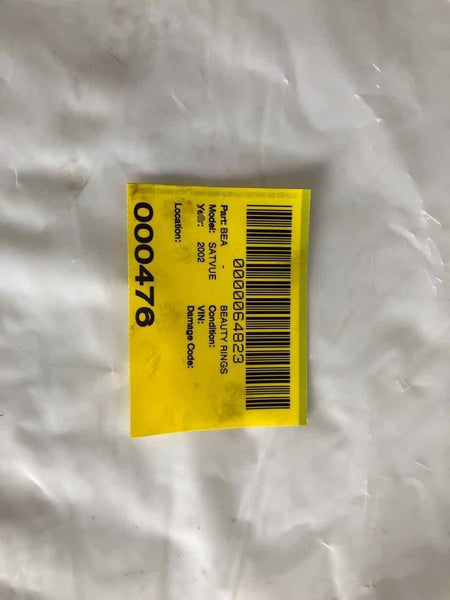 0000064823
Part: BEA - BEAUTY RINGS
Model: SATVUE Condition:
Year: 2002 VIN:
Damage Code:
Location:
000476